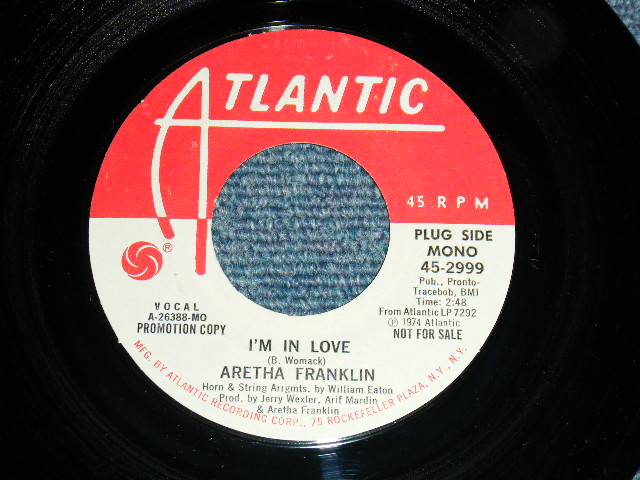 ATLANTIC
45 RPM
PLUG SIDE
MONO
45-2999
Pub., Pronto-
Tracebob, BMI
Time: 2:48
From Atlantic LP 7292
℗ 1974 Atlantic
NOT FOR SALE
®
VOCAL
A-26388-MO
PROMOTION COPY
I'M IN LOVE
(B. Womack)
ARETHA FRANKLIN
Horn & String Arrgmts. by William Eaton
Prod. by Jerry Wexler, Arif Mardin
& Aretha Franklin
MFG. BY ATLANTIC RECORDING CORP., 75 ROCKEFELLER PLAZA, N.Y., N.Y.